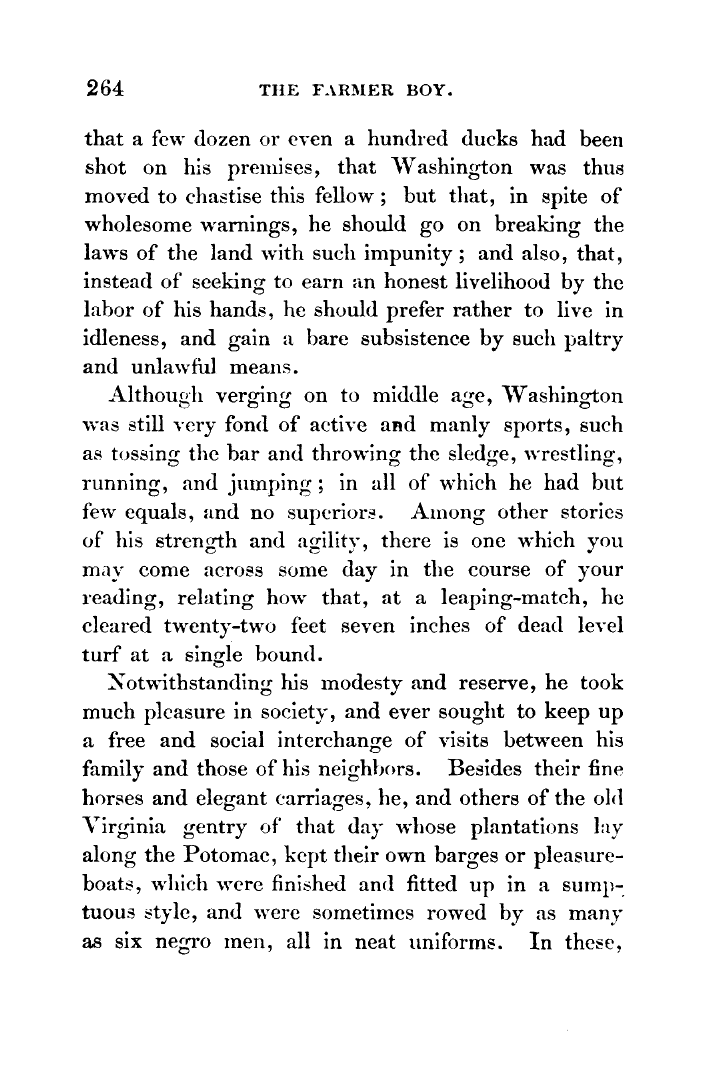 264 THE FARMER BOY.
that a few dozen or even a hundred ducks had been
shot on his premises, that Washington was thus
moved to chastise this fellow; but that, in spite of
wholesome warnings, he should go on breaking the
laws of the land with such impunity; and also, that,
instead of seeking to earn an honest livelihood by the
labor of his hands, he should prefer rather to live in
idleness, and gain a bare subsistence by such paltry
and unlawful means.
Although verging on to middle age, Washington
was still very fond of active and manly sports, such
as tossing the bar and throwing the sledge, wrestling,
running, and jumping; in all of which he had but
few equals, and no superiors. Among other stories
of his strength and agility, there is one which you
may come across some day in the course of your
reading, relating how that, at a leaping-match, he
cleared twenty-two feet seven inches of dead level
turf at a single bound.
Notwithstanding his modesty and reserve, he took
much pleasure in society, and ever sought to keep up
a free and social interchange of visits between his
family and those of his neighbors. Besides their fine
horses and elegant carriages, he, and others of the old
Virginia gentry of that day whose plantations lay
along the Potomac, kept their own barges or pleasure-
boats, which were finished and fitted up in a sump-
tuous style, and were sometimes rowed by as many
as six negro men, all in neat uniforms. In these,